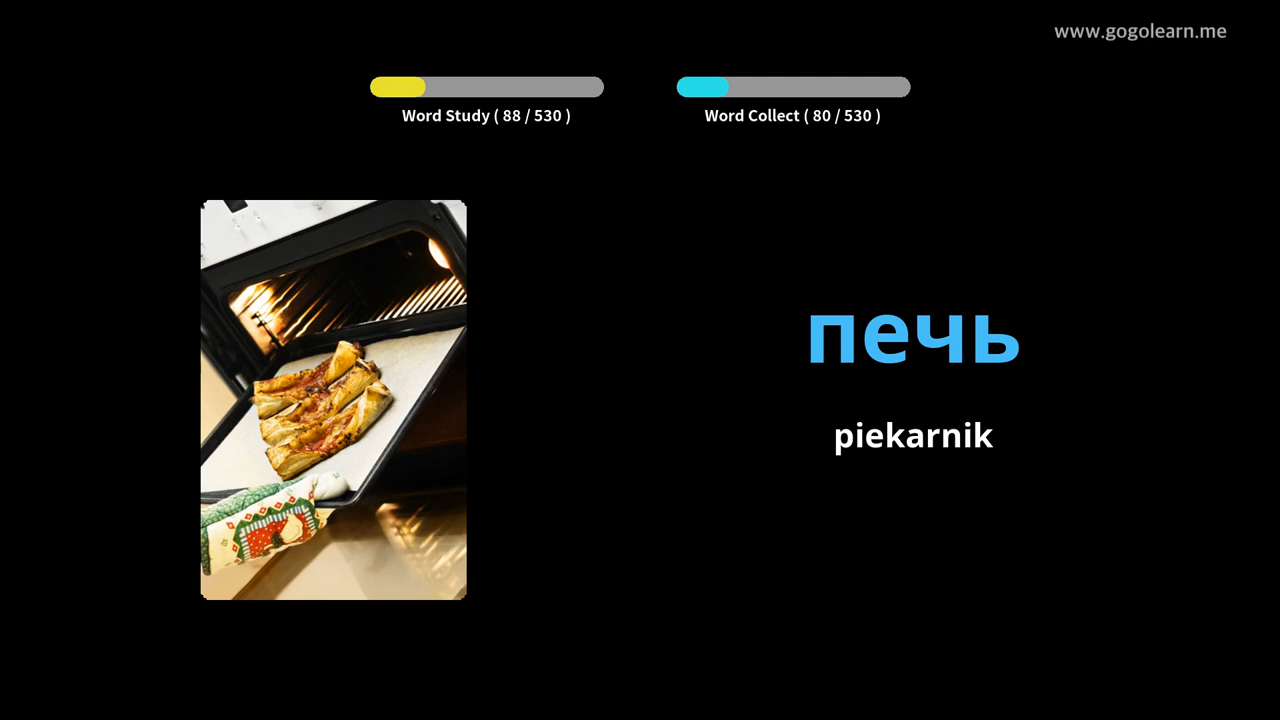 www.gogolearn.me
Word Study ( 88 / 530 )
Word Collect ( 80 / 530 )
печь
piekarnik